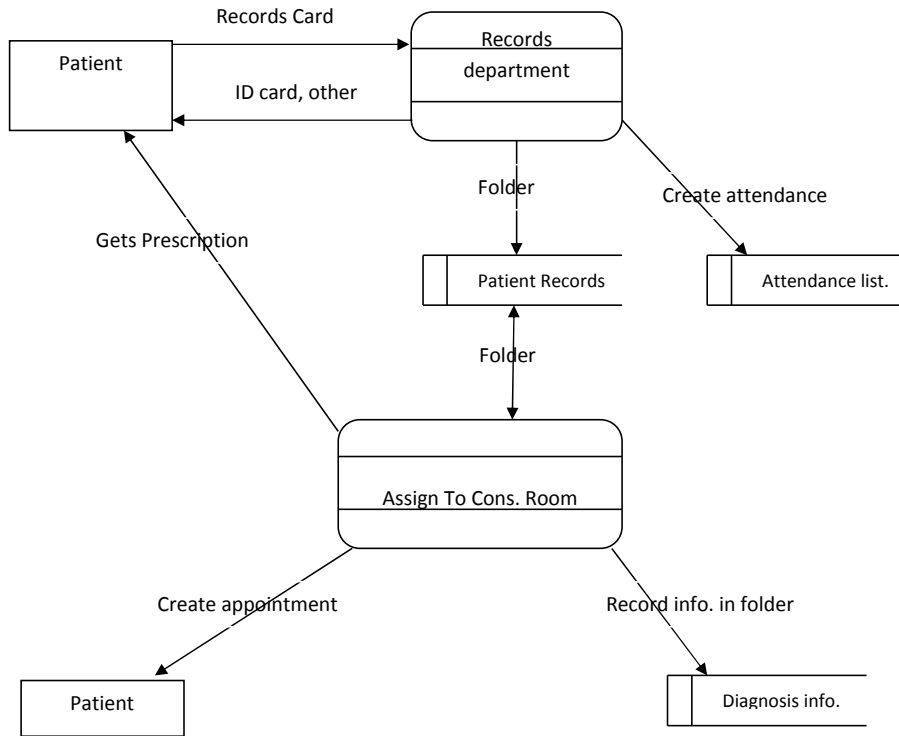 Records Card
Records
department
Patient
ID card, other
Folder
Create attendance
Gets Prescription
Patient Records
Attendance list.
Folder
Assign To Cons. Room
Create appointment
Record info. in folder
Patient
Diagnosis info.